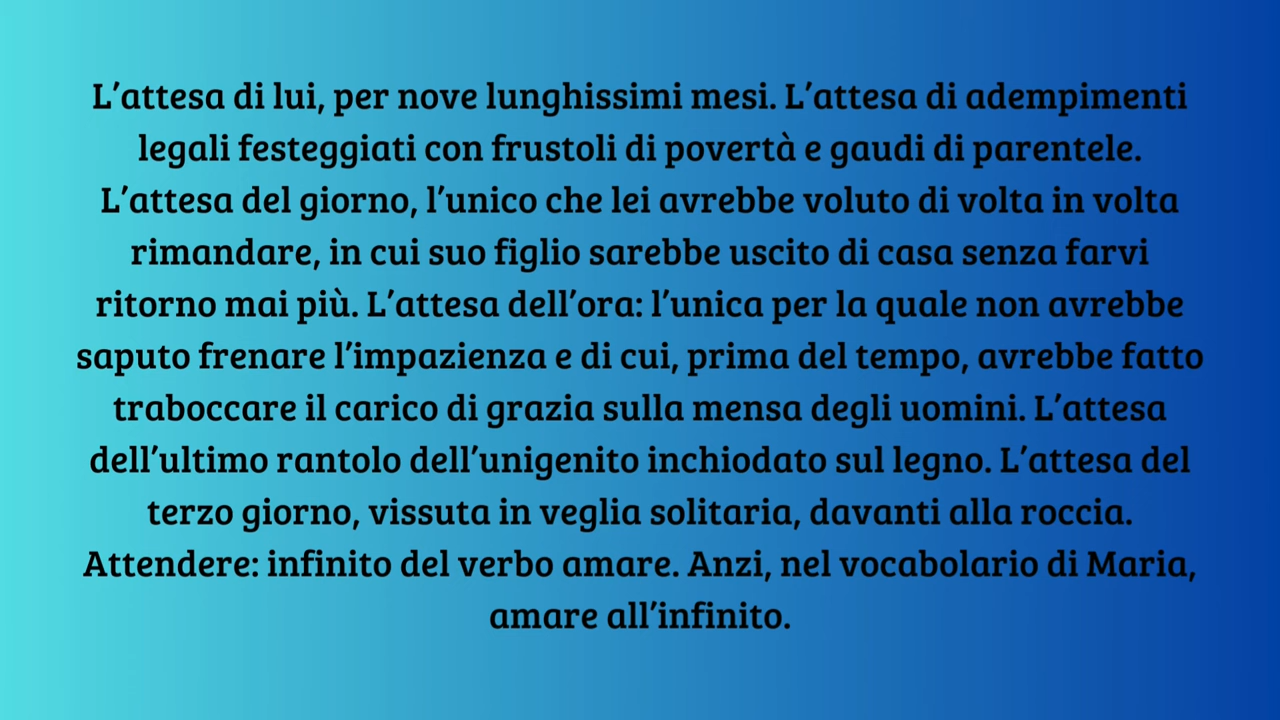 L’attesa di lui, per nove lunghissimi mesi. L’attesa di adempimenti
legali festeggiati con frustoli di povertà e gaudi di parentele.
L’attesa del giorno, l’unico che lei avrebbe voluto di volta in volta
rimandare, in cui suo figlio sarebbe uscito di casa senza farvi
ritorno mai più. L’attesa dell’ora: l’unica per la quale non avrebbe
saputo frenare l’impazienza e di cui, prima del tempo, avrebbe fatto
traboccare il carico di grazia sulla mensa degli uomini. L’attesa
dell’ultimo rantolo dell’unigenito inchiodato sul legno. L’attesa del
terzo giorno, vissuta in veglia solitaria, davanti alla roccia.
Attendere: infinito del verbo amare. Anzi, nel vocabolario di Maria,
amare all’infinito.